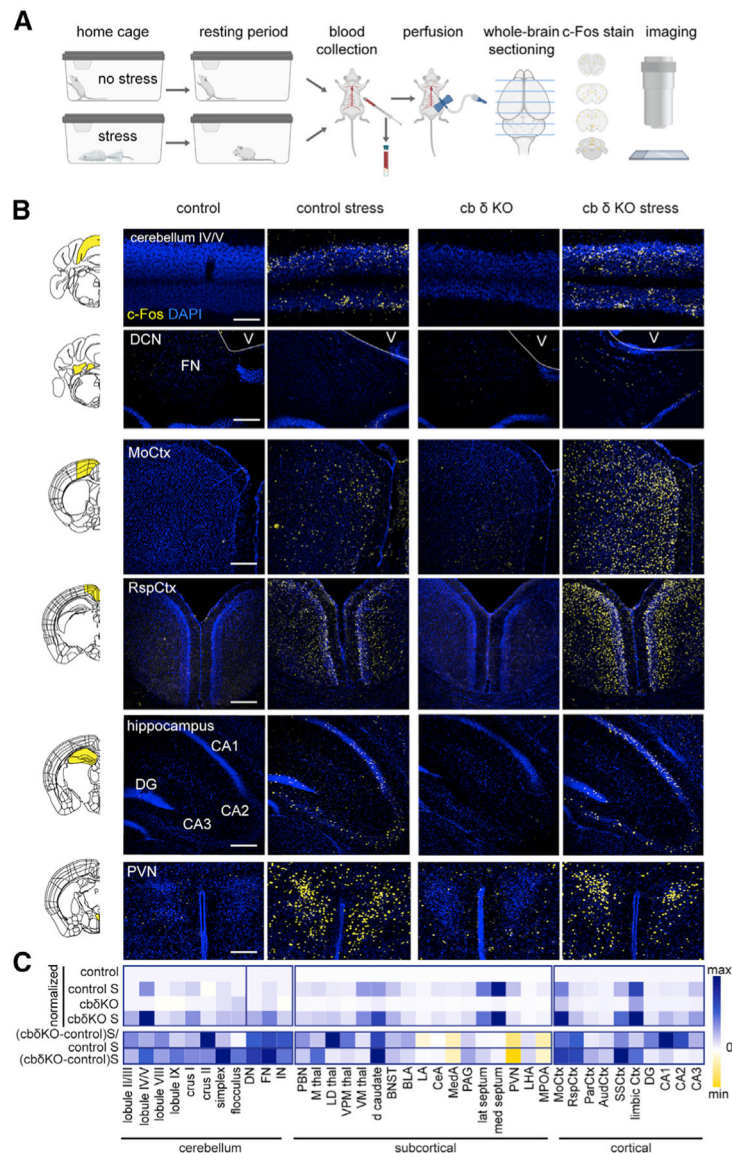 A
home cage
resting period
blood
collection
perfusion
whole-brain
sectioning
c-Fos stain
imaging
no stress
stress
B
control
control stress
cb δ KO
cb δ KO stress
cerebellum IV/V
c-Fos DAPI
DCN
FN
V
V
V
V
MoCtx
RspCtx
hippocampus
CA1
DG
CA2
CA3
PVN
C
normalized
control
control S
cbδKO
cbδKO S
(cbδKO-control)S/
control S
(cbδKO-control)S
max
0
min
lobule II/III
lobule IV/V
lobule VIII
lobule IX
crus I
crus II
simplex
flocculus
DN
FN
IN
PBN
M thal
LD thal
VPM thal
VM thal
d caudate
BNST
BLA
LA
CeA
MedA
PAG
lat septum
med septum
PVN
LHA
MPOA
MoCtx
RspCtx
ParCtx
AudCtx
SSCtx
limbic Ctx
DG
CA1
CA2
CA3
cerebellum
subcortical
cortical